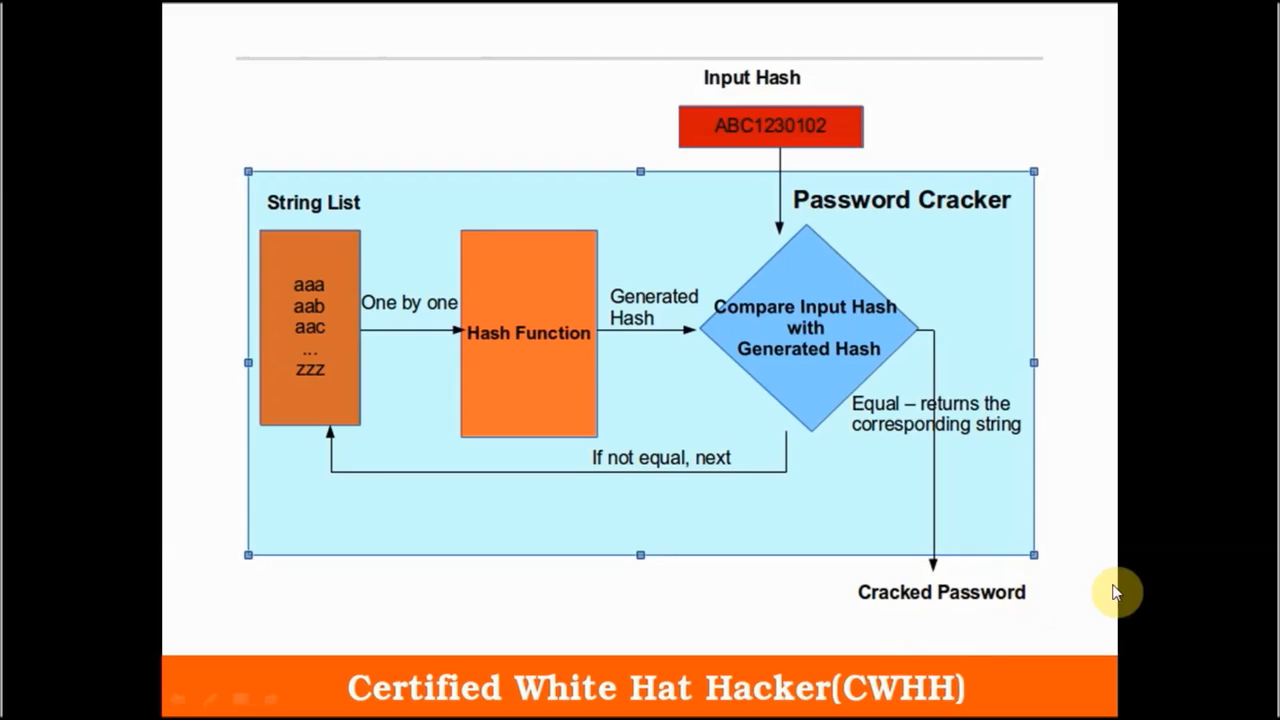 Input Hash
ABC1230102
Password Cracker
String List
aaa
aab
aac
...
zzz
One by one
Hash Function
Generated
Hash
Compare Input Hash
with
Generated Hash
Equal – returns the
corresponding string
If not equal, next
Cracked Password
Certified White Hat Hacker(CWHH)